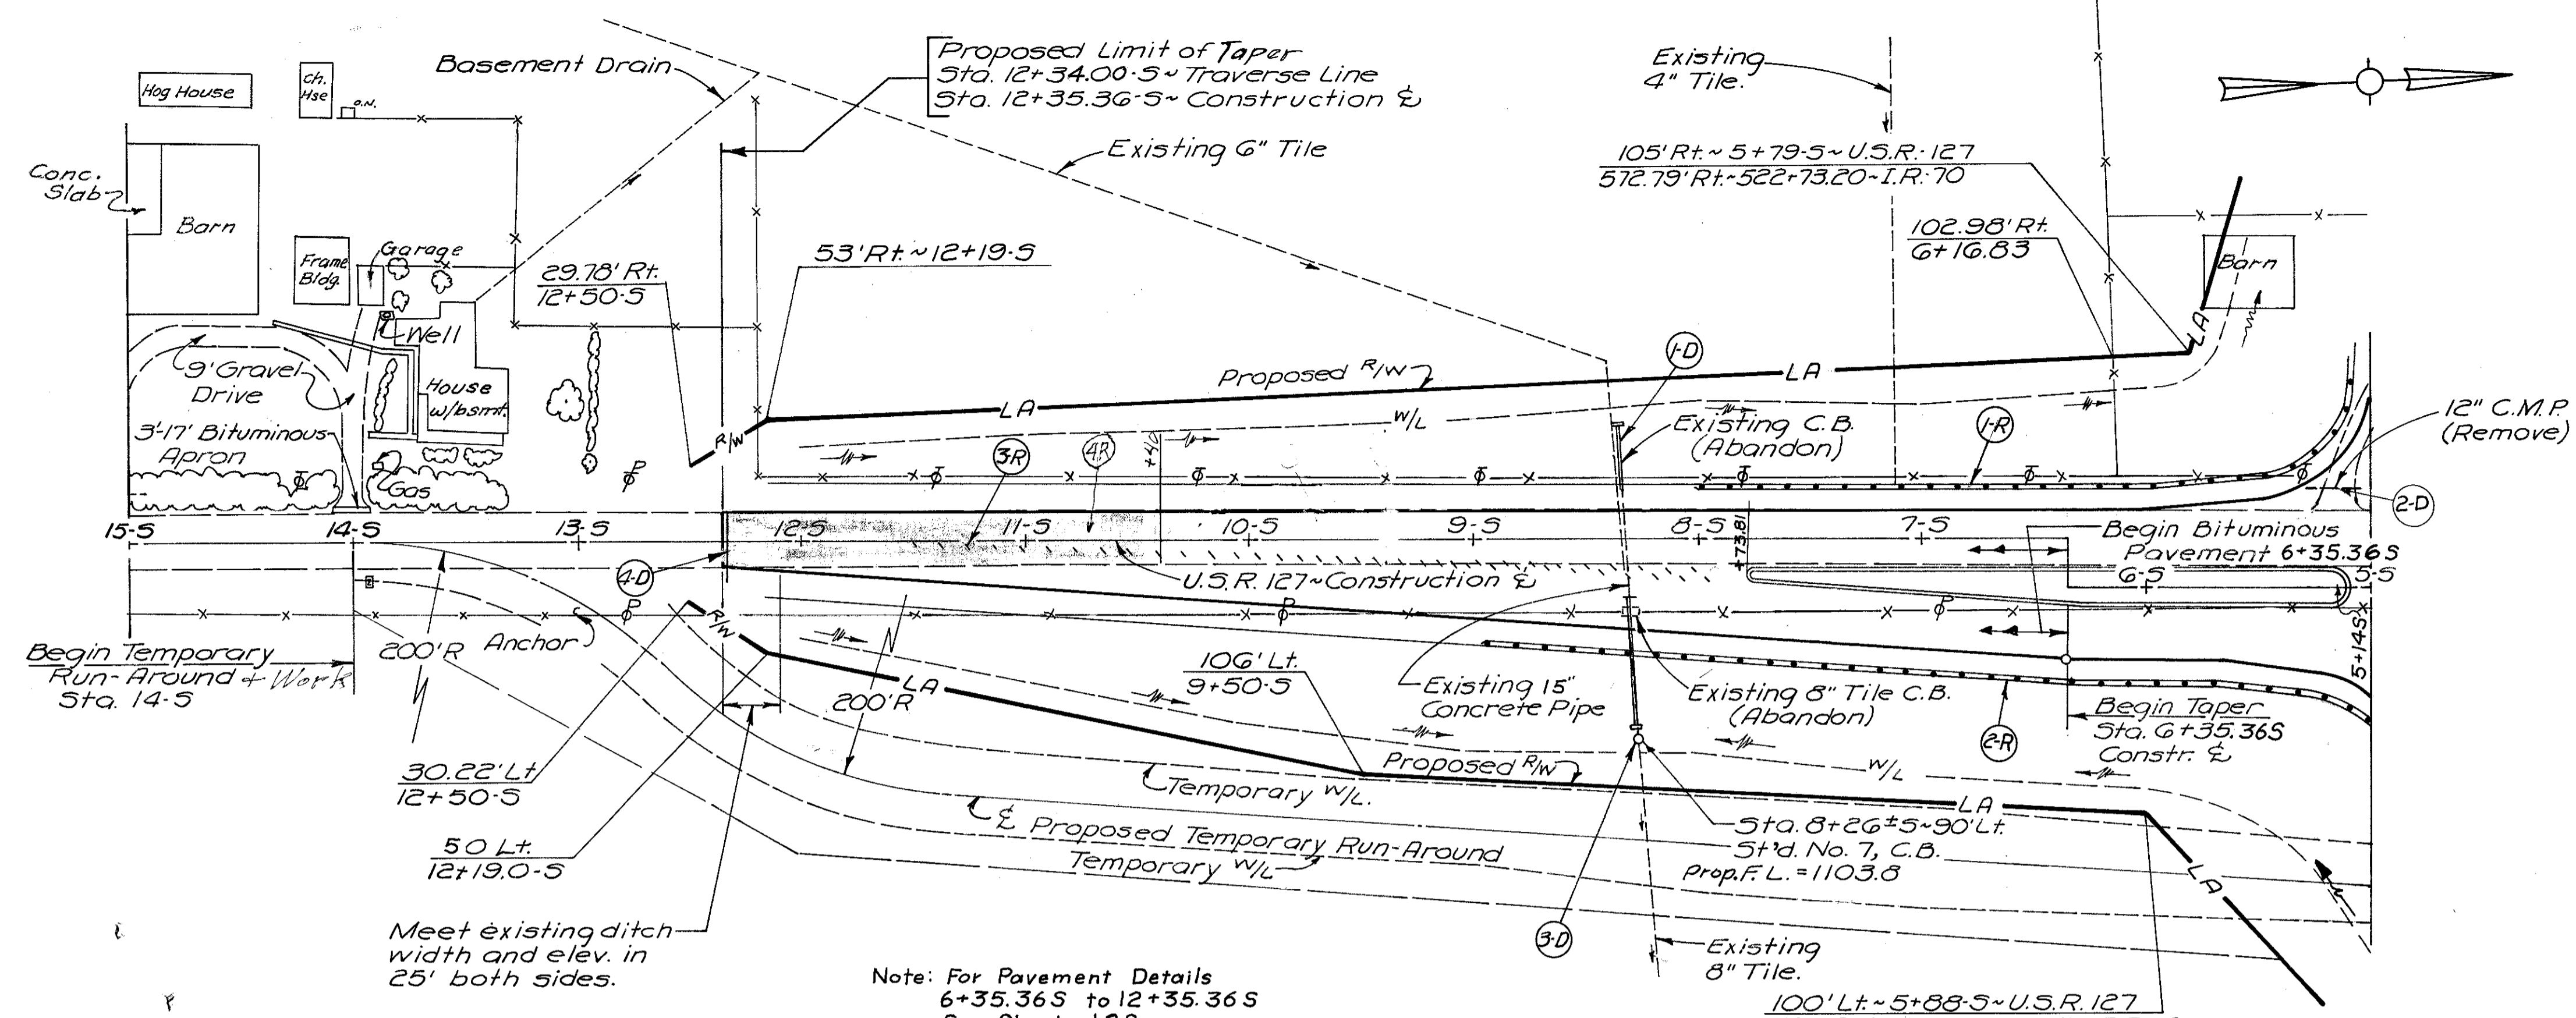 Proposed Limit of Taper
Sta. 12+34.00-S~Traverse Line
Sta. 12+35.36-S~Construction ℄
Basement Drain
Hog House
Ch.
Hse
O.N.
Existing
4" Tile.
Existing 6" Tile
105' Rt.~5+79-S~U.S.R.-127
572.79' Rt.~522+73.20~I.R.-70
Conc.
Slab
Barn
Frame
Bldg.
Garage
29.78' Rt.
12+50-S
53' Rt.~12+19-S
102.98' Rt.
6+16.83
Barn
LA
Well
9' Gravel
Drive
House
w/bsmt.
3'-17' Bituminous
Apron
Gas
Proposed R/W
LA
LA
R/W
W/L
1-D
Existing C.B.
(Abandon)
1-R
12" C.M.P.
(Remove)
2-D
3R
4R
+40
15-S
14-S
13-S
12-S
11-S
10-S
9-S
8-S
+73.81
7-S
6-S
5-S
5+14S
Begin Bituminous
Pavement 6+35.36S
U.S.R. 127~Construction ℄
4-D
P
P
P
Anchor
200'R
Begin Temporary
Run-Around & Work
Sta. 14-S
R/W
LA
200'R
106' Lt.
9+50-S
Existing 15"
Concrete Pipe
Existing 8" Tile C.B.
(Abandon)
2-R
Begin Taper
Sta. 6+35.36S
Constr. ℄
30.22' Lt
12+50-S
Temporary W/L.
Proposed R/W
W/L
LA
50 Lt.
12+19.0-S
℄ Proposed Temporary Run-Around
Temporary W/L
Sta. 8+26±S~90' Lt.
St'd. No. 7, C.B.
Prop. F.L. = 1103.8
LA
Meet existing ditch
width and elev. in
25' both sides.
3-D
Existing
8" Tile.
Note: For Pavement Details
6+35.36S to 12+35.36S
100' Lt.~5+88-S~U.S.R. 127